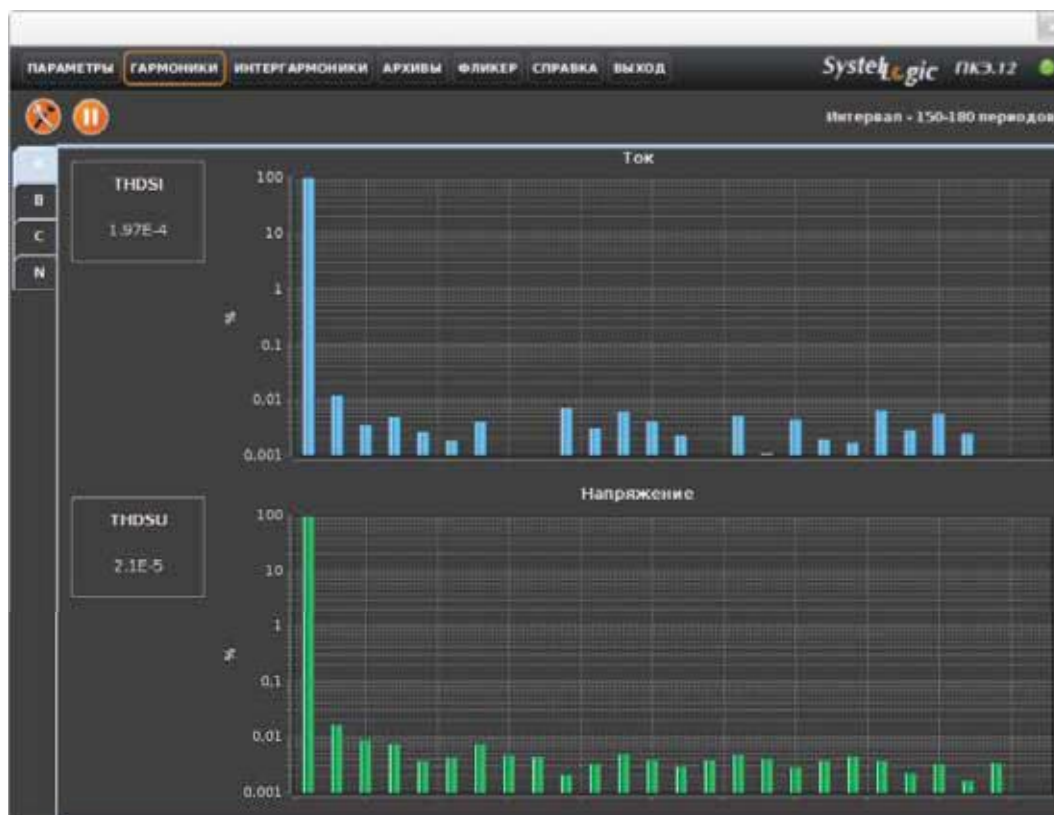 ПАРАМЕТРЫ ГАРМОНИКИ ИНТЕРГАРМОНИКИ АРХИВЫ ФЛИКЕР СПРАВКА ВЫХОД SystelLogic ПКЭ.12
Интервал - 150-180 периодов
B
C
N
THDSI
1.97E-4
Ток
100
10
1
0.1
0.01
0.001
%
THDSU
2.1E-5
Напряжение
100
10
1
0,1
0,01
0.001
%